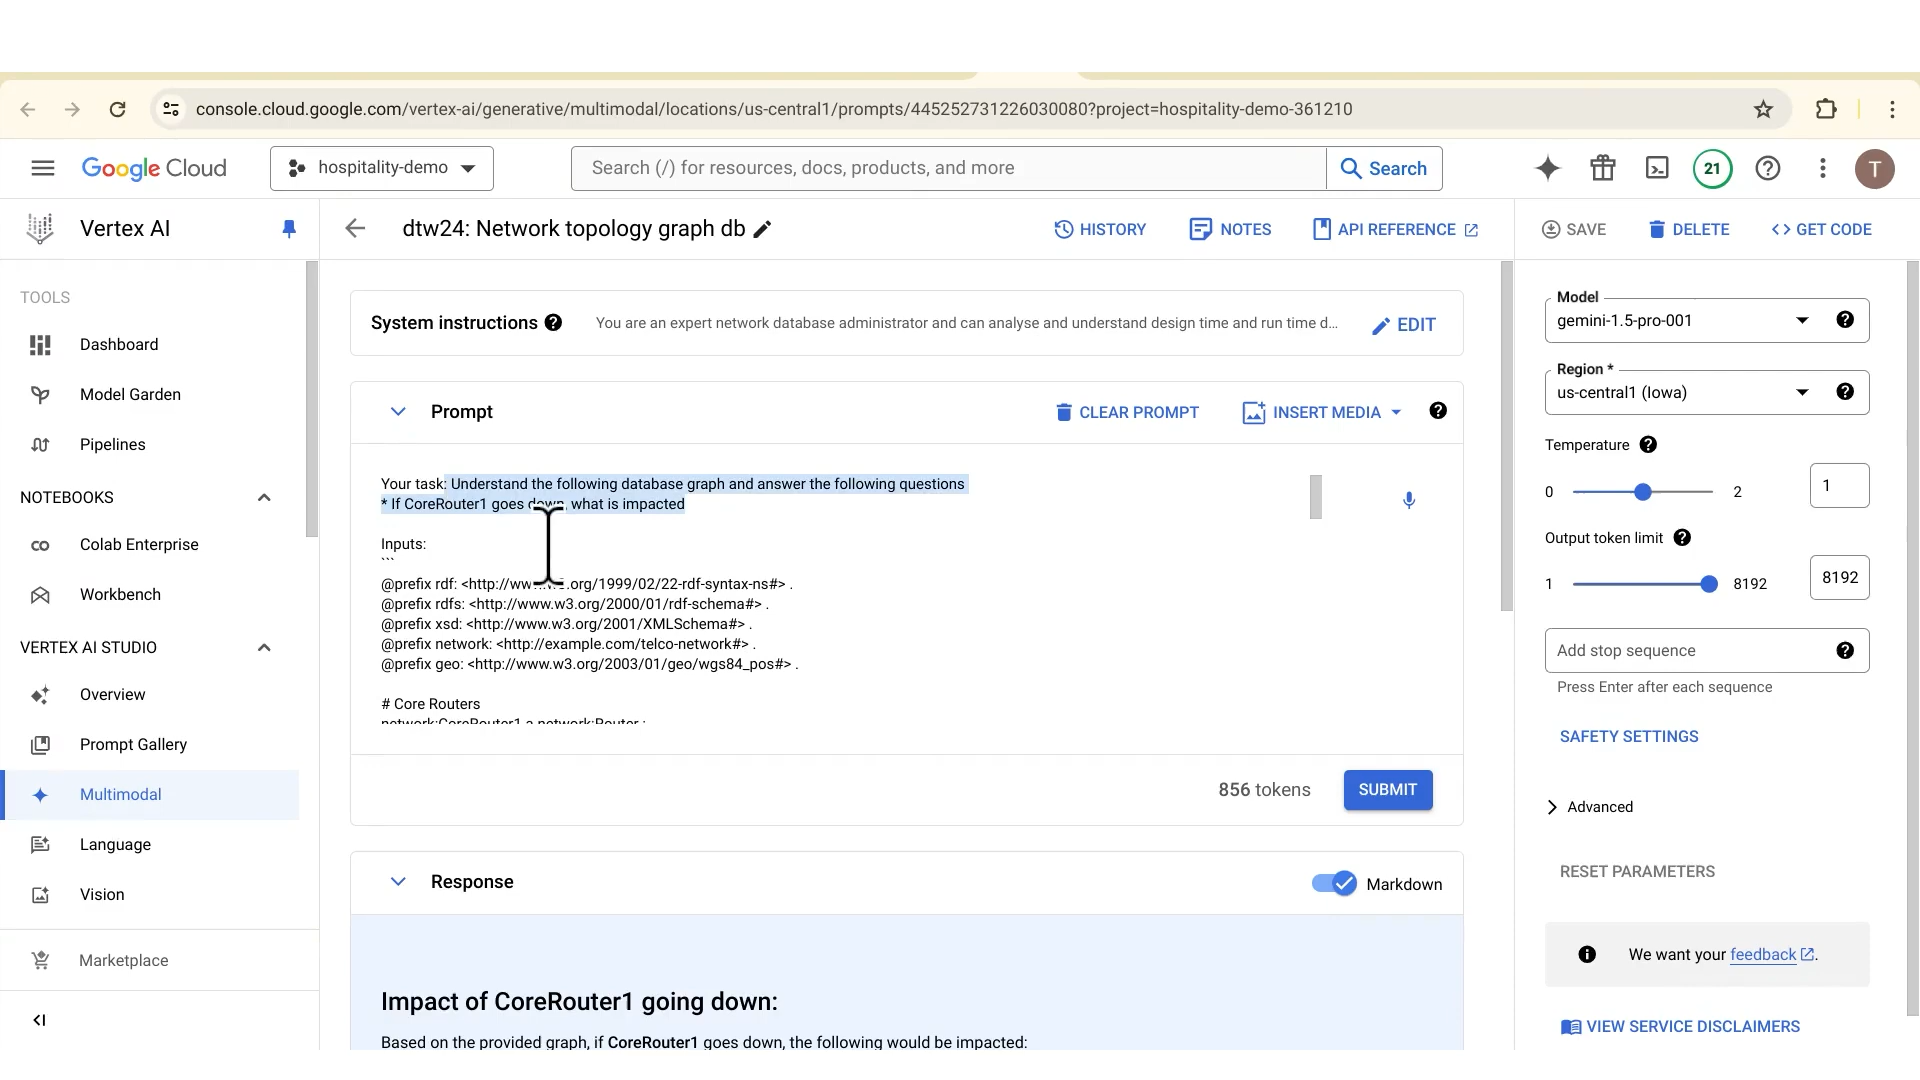 console.cloud.google.com/vertex-ai/generative/multimodal/locations/us-central1/prompts/445252731226030080?project=hospitality-demo-361210
Google Cloud
hospitality-demo
Search (/) for resources, docs, products, and more
Search
21
T
Vertex AI
dtw24: Network topology graph db
HISTORY
NOTES
API REFERENCE
SAVE
DELETE
GET CODE
TOOLS
Dashboard
Model Garden
Pipelines
NOTEBOOKS
Colab Enterprise
Workbench
VERTEX AI STUDIO
Overview
Prompt Gallery
Multimodal
Language
Vision
Marketplace
System instructions
You are an expert network database administrator and can analyse and understand design time and run time d...
EDIT
Prompt
CLEAR PROMPT
INSERT MEDIA
Your task: Understand the following database graph and answer the following questions
* If CoreRouter1 goes down, what is impacted
Inputs:
```
@prefix rdf: <http://www.w3.org/1999/02/22-rdf-syntax-ns#> .
@prefix rdfs: <http://www.w3.org/2000/01/rdf-schema#> .
@prefix xsd: <http://www.w3.org/2001/XMLSchema#> .
@prefix network: <http://example.com/telco-network#> .
@prefix geo: <http://www.w3.org/2003/01/geo/wgs84_pos#> .
# Core Routers
network:CoreRouter1 a network:Router ;
856 tokens
SUBMIT
Response
Markdown
Impact of CoreRouter1 going down:
Based on the provided graph, if CoreRouter1 goes down, the following would be impacted:
Model
gemini-1.5-pro-001
Region *
us-central1 (Iowa)
Temperature
0
2
1
Output token limit
1
8192
8192
Add stop sequence
Press Enter after each sequence
SAFETY SETTINGS
Advanced
RESET PARAMETERS
We want your feedback.
VIEW SERVICE DISCLAIMERS